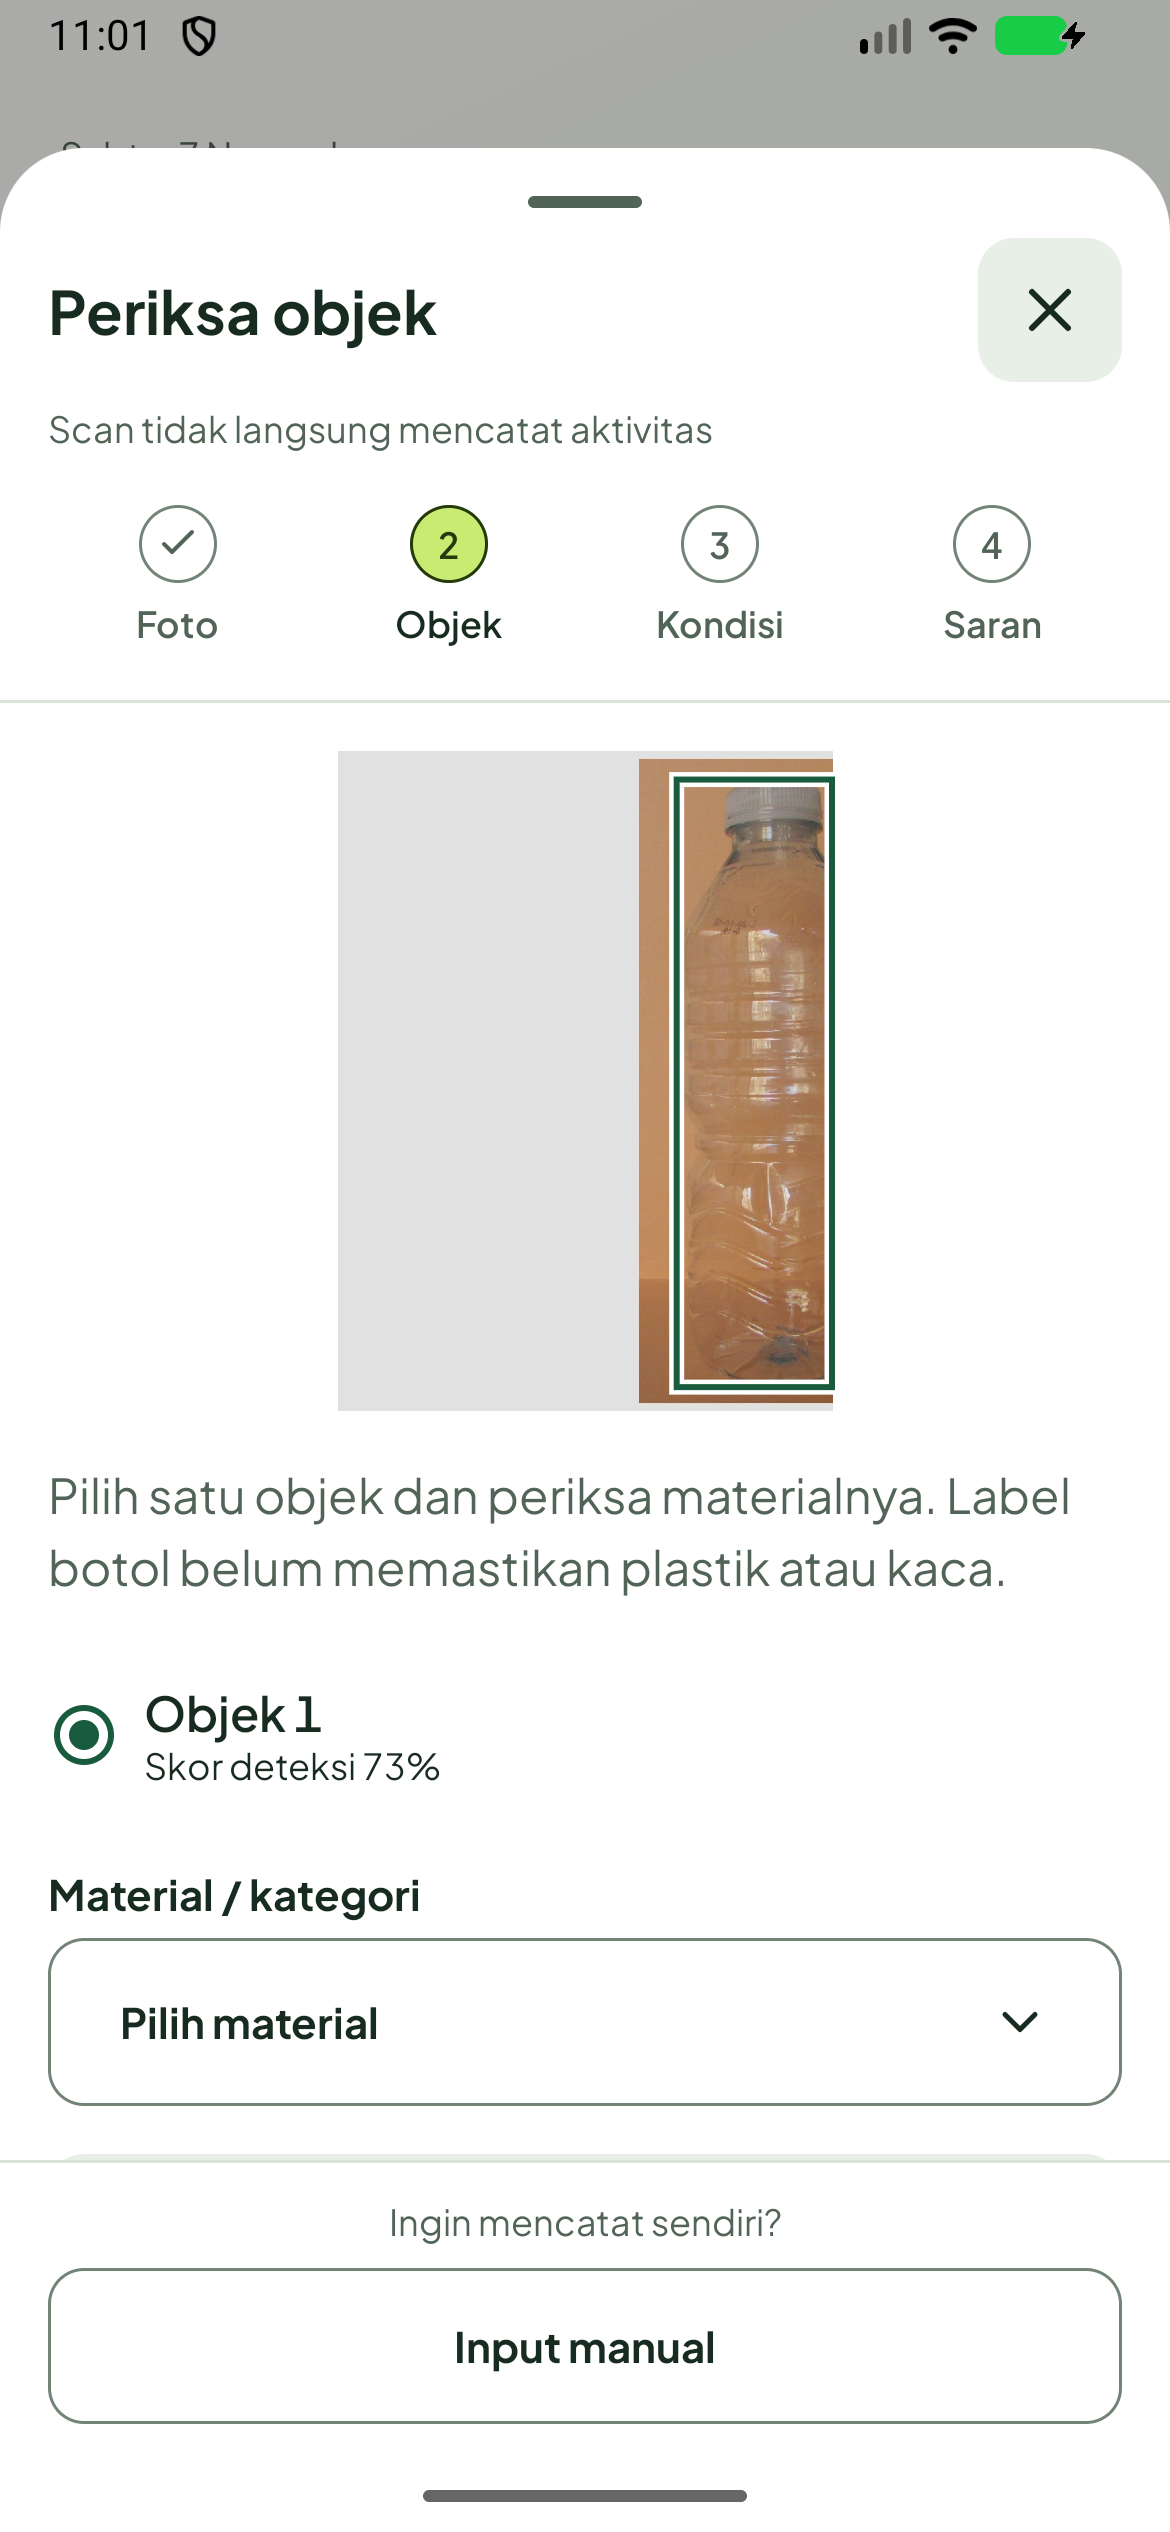 11:01
Periksa objek
Scan tidak langsung mencatat aktivitas
2
3
4
Foto
Objek
Kondisi
Saran
Pilih satu objek dan periksa materialnya. Label
botol belum memastikan plastik atau kaca.
Objek 1
Skor deteksi 73%
Material / kategori
Pilih material
Ingin mencatat sendiri?
Input manual